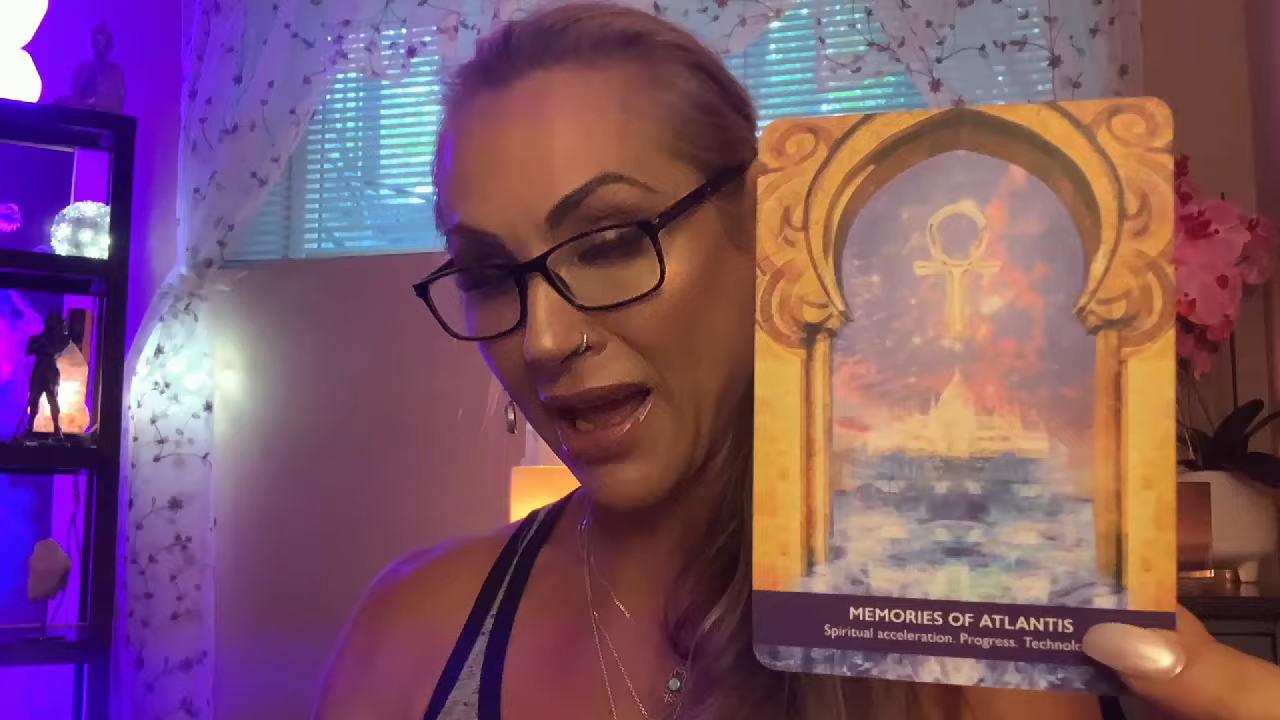 MEMORIES OF ATLANTIS
Spiritual acceleration. Progress.